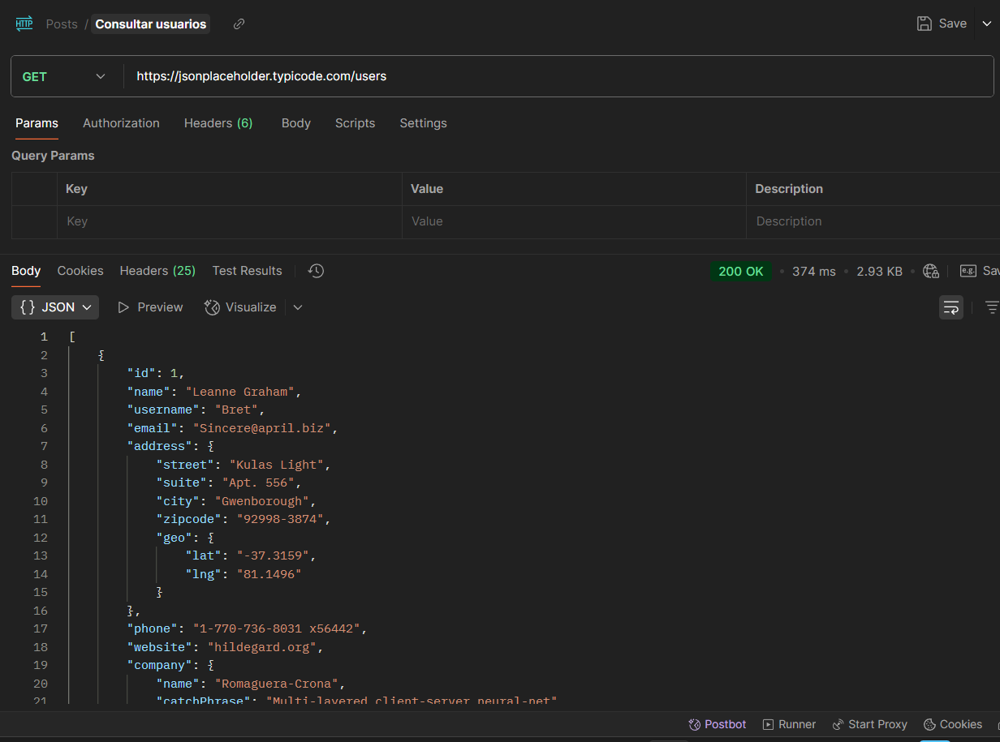 HTTP Posts / Consultar usuarios Save
GET https://jsonplaceholder.typicode.com/users
Params Authorization Headers (6) Body Scripts Settings
Query Params
Key Value Description
Key Value Description
Body Cookies Headers (25) Test Results 200 OK • 374 ms • 2.93 KB • e.g. Sav
{} JSON Preview Visualize
1 [
2 {
3 "id": 1,
4 "name": "Leanne Graham",
5 "username": "Bret",
6 "email": "Sincere@april.biz",
7 "address": {
8 "street": "Kulas Light",
9 "suite": "Apt. 556",
10 "city": "Gwenborough",
11 "zipcode": "92998-3874",
12 "geo": {
13 "lat": "-37.3159",
14 "lng": "81.1496"
15 }
16 },
17 "phone": "1-770-736-8031 x56442",
18 "website": "hildegard.org",
19 "company": {
20 "name": "Romaguera-Crona",
21 "catchPhrase": "Multi-layered client-server neural-net"
Postbot Runner Start Proxy Cookies